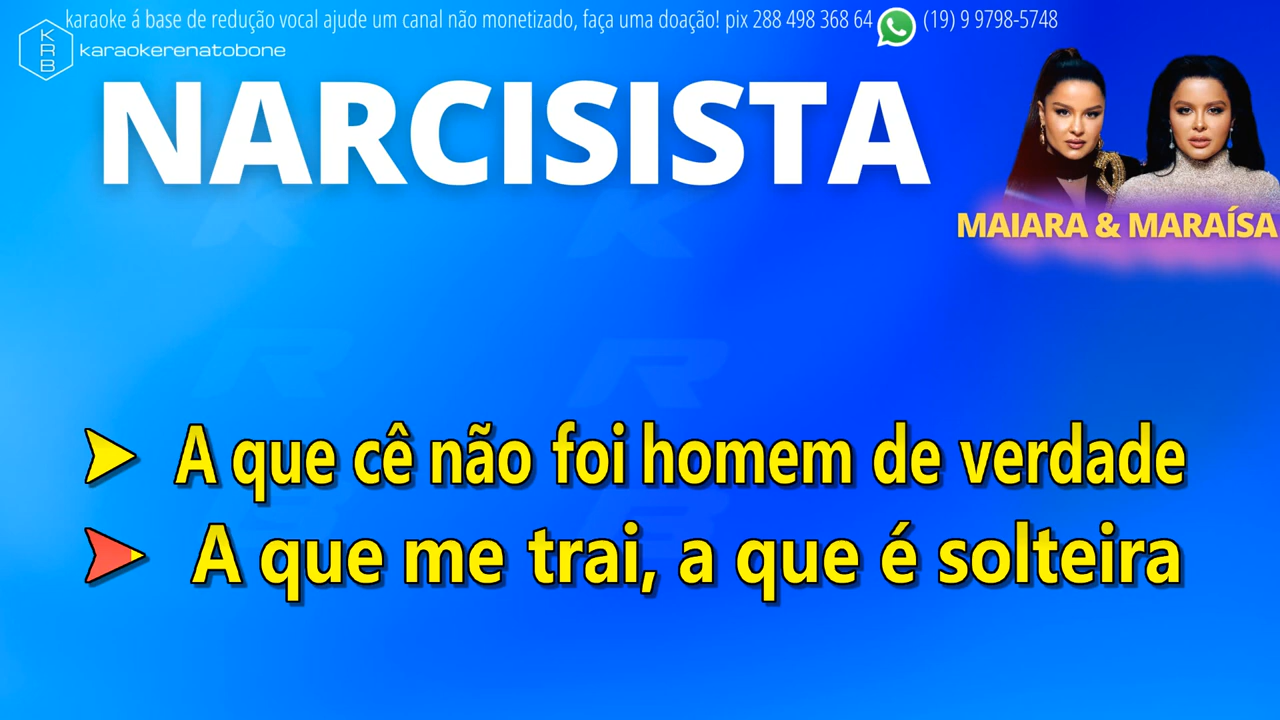 karaoke á base de redução vocal ajude um canal não monetizado, faça uma doação! pix 288 498 368 64 (19) 9 9798-5748
KRB karaokerenatobone
NARCISISTA
MAIARA & MARAÍSA
K K
R R
B B
A que cê não foi homem de verdade
A que me trai, a que é solteira